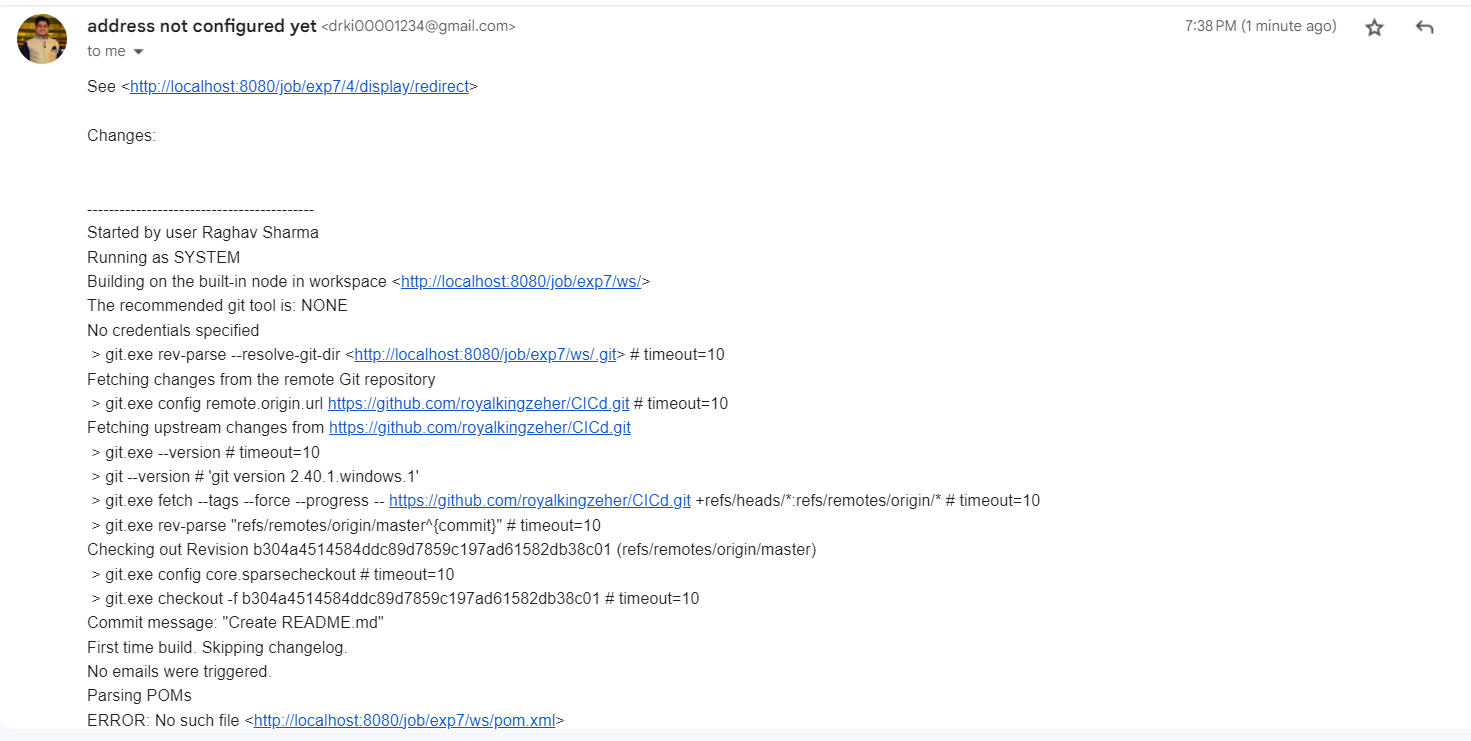 address not configured yet <drki00001234@gmail.com>
7:38 PM (1 minute ago)
to me
See <http://localhost:8080/job/exp7/4/display/redirect>
Changes:
------------------------------------------
Started by user Raghav Sharma
Running as SYSTEM
Building on the built-in node in workspace <http://localhost:8080/job/exp7/ws/>
The recommended git tool is: NONE
No credentials specified
> git.exe rev-parse --resolve-git-dir <http://localhost:8080/job/exp7/ws/.git> # timeout=10
Fetching changes from the remote Git repository
> git.exe config remote.origin.url https://github.com/royalkingzeher/CICd.git # timeout=10
Fetching upstream changes from https://github.com/royalkingzeher/CICd.git
> git.exe --version # timeout=10
> git --version # 'git version 2.40.1.windows.1'
> git.exe fetch --tags --force --progress -- https://github.com/royalkingzeher/CICd.git +refs/heads/*:refs/remotes/origin/* # timeout=10
> git.exe rev-parse "refs/remotes/origin/master^{commit}" # timeout=10
Checking out Revision b304a4514584ddc89d7859c197ad61582db38c01 (refs/remotes/origin/master)
> git.exe config core.sparsecheckout # timeout=10
> git.exe checkout -f b304a4514584ddc89d7859c197ad61582db38c01 # timeout=10
Commit message: "Create README.md"
First time build. Skipping changelog.
No emails were triggered.
Parsing POMs
ERROR: No such file <http://localhost:8080/job/exp7/ws/pom.xml>